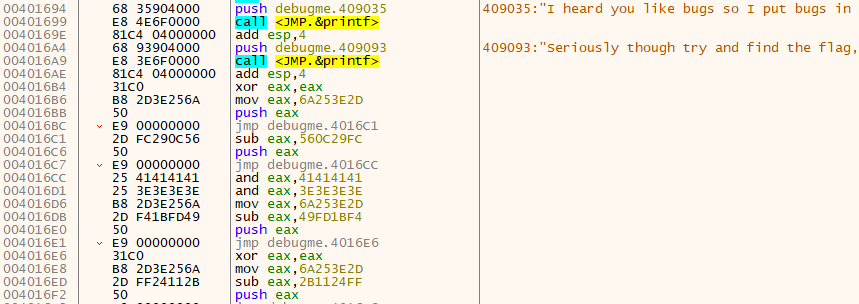 00401694 68 35904000 push debugme.409035 409035:"I heard you like bugs so I put bugs in
00401699 E8 4E6F0000 call <JMP.&printf>
0040169E 81C4 04000000 add esp,4
004016A4 68 93904000 push debugme.409093 409093:"Seriously though try and find the flag,
004016A9 E8 3E6F0000 call <JMP.&printf>
004016AE 81C4 04000000 add esp,4
004016B4 31C0 xor eax,eax
004016B6 B8 2D3E256A mov eax,6A253E2D
004016BB 50 push eax
004016BC E9 00000000 jmp debugme.4016C1
004016C1 2D FC290C56 sub eax,560C29FC
004016C6 50 push eax
004016C7 E9 00000000 jmp debugme.4016CC
004016CC 25 41414141 and eax,41414141
004016D1 25 3E3E3E3E and eax,3E3E3E3E
004016D6 B8 2D3E256A mov eax,6A253E2D
004016DB 2D F41BFD49 sub eax,49FD1BF4
004016E0 50 push eax
004016E1 E9 00000000 jmp debugme.4016E6
004016E6 31C0 xor eax,eax
004016E8 B8 2D3E256A mov eax,6A253E2D
004016ED 2D FF24112B sub eax,2B1124FF
004016F2 50 push eax